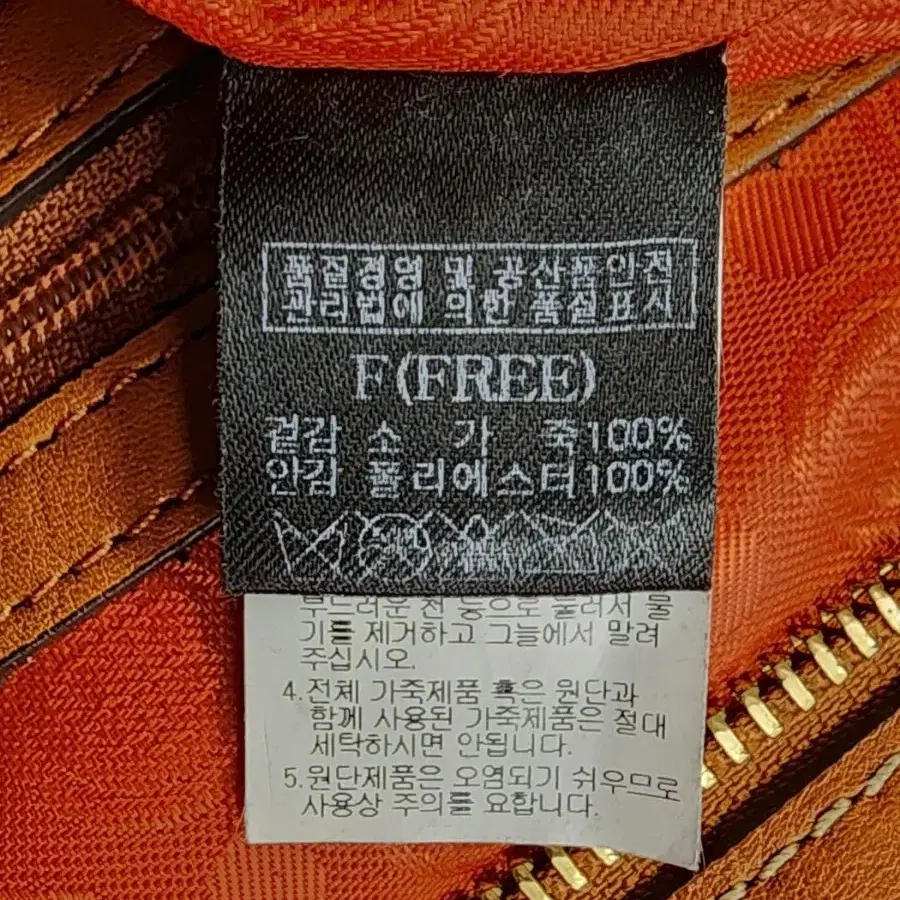 품질경영 및 공산품안전
관리법에 의한 품질표시
F(FREE)
겉감 소 가 죽100%
안감 폴리에스터100%
부드러운 천 등으로 눌러서 물
기를 제거하고 그늘에서 말려
주십시오.
4.전체 가죽제품 혹은 원단과
함께 사용된 가죽제품은 절대
세탁하시면 안됩니다.
5.원단제품은 오염되기 쉬우므로
사용상 주의를 요합니다.